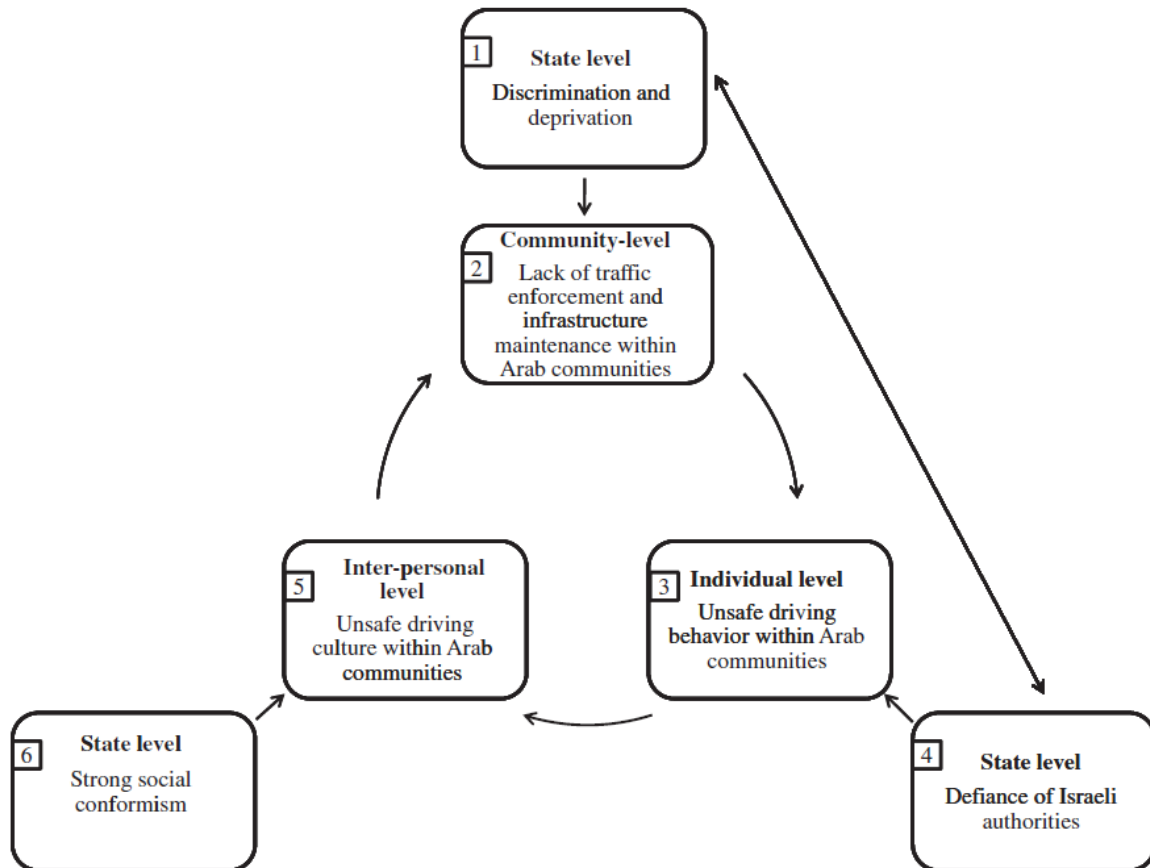 1
State level
Discrimination and
deprivation
2
Community-level
Lack of traffic
enforcement and
infrastructure
maintenance within
Arab communities
5
Inter-personal
level
Unsafe driving
culture within Arab
communities
3
Individual level
Unsafe driving
behavior within Arab
communities
6
State level
Strong social
conformism
4
State level
Defiance of Israeli
authorities